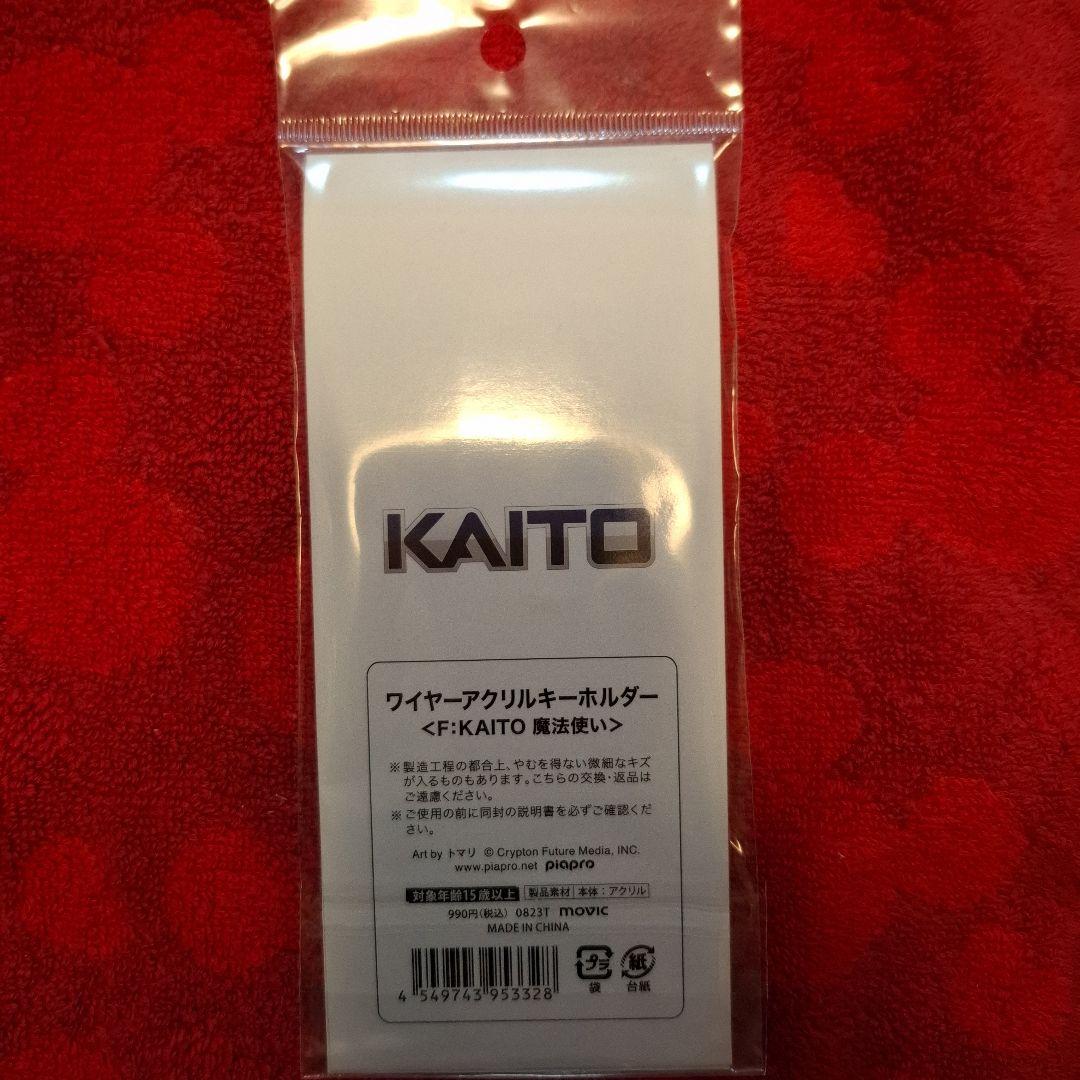 KAITO
ワイヤーアクリルキーホルダー
<F:KAITO 魔法使い>
※製造工程の都合上、やむを得ない微細なキズ
が入るものもあります。こちらの交換・返品は
ご遠慮ください。
※ご使用の前に同封の説明書を必ずご確認くだ
さい。
Art by トマリ © Crypton Future Media, INC.
www.piapro.net piapro
対象年齢15歳以上 製品素材 本体：アクリル
990円(税込) 0823T movic
MADE IN CHINA
4 549743 953328
プラ 紙
袋 台紙